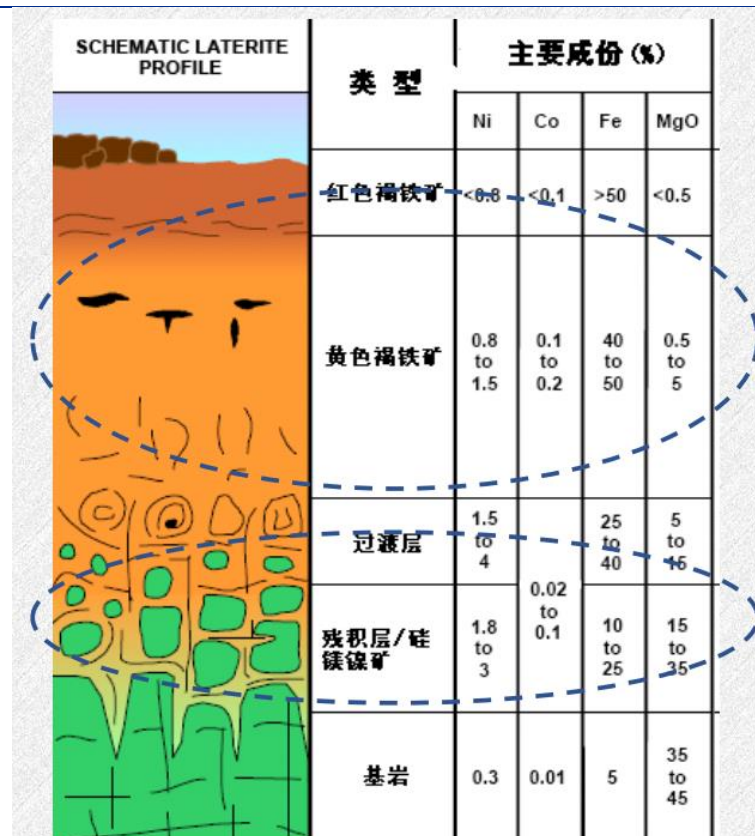 SCHEMATIC LATERITE
PROFILE
类 型
主要成份 (%)
Ni
Co
Fe
MgO
红色褐铁矿
<0.8
<0.1
>50
<0.5
黄色褐铁矿
0.8
to
1.5
0.1
to
0.2
40
to
50
0.5
to
5
过渡层
1.5
to
4
25
to
40
5
to
15
0.02
to
0.1
残积层/硅
镁镍矿
1.8
to
3
10
to
25
15
to
35
基岩
0.3
0.01
5
35
to
45